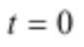 t = 0